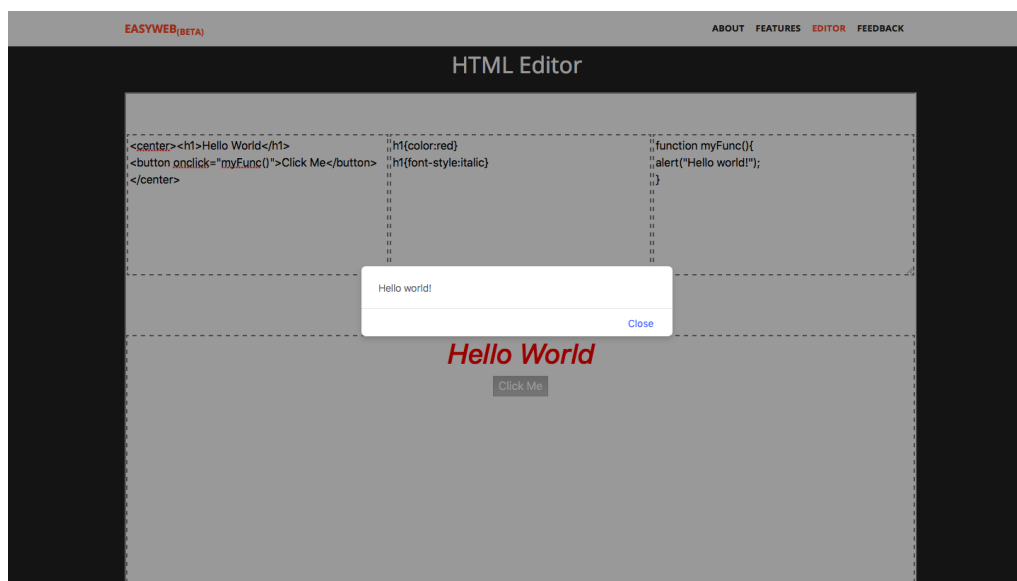 EASYWEB(BETA) ABOUT FEATURES EDITOR FEEDBACK
HTML Editor
<center><h1>Hello World</h1>
<button onclick="myFunc()">Click Me</button>
</center>
h1{color:red}
h1{font-style:italic}
function myFunc(){
alert("Hello world!");
}
Hello world!
Close
Hello World
Click Me